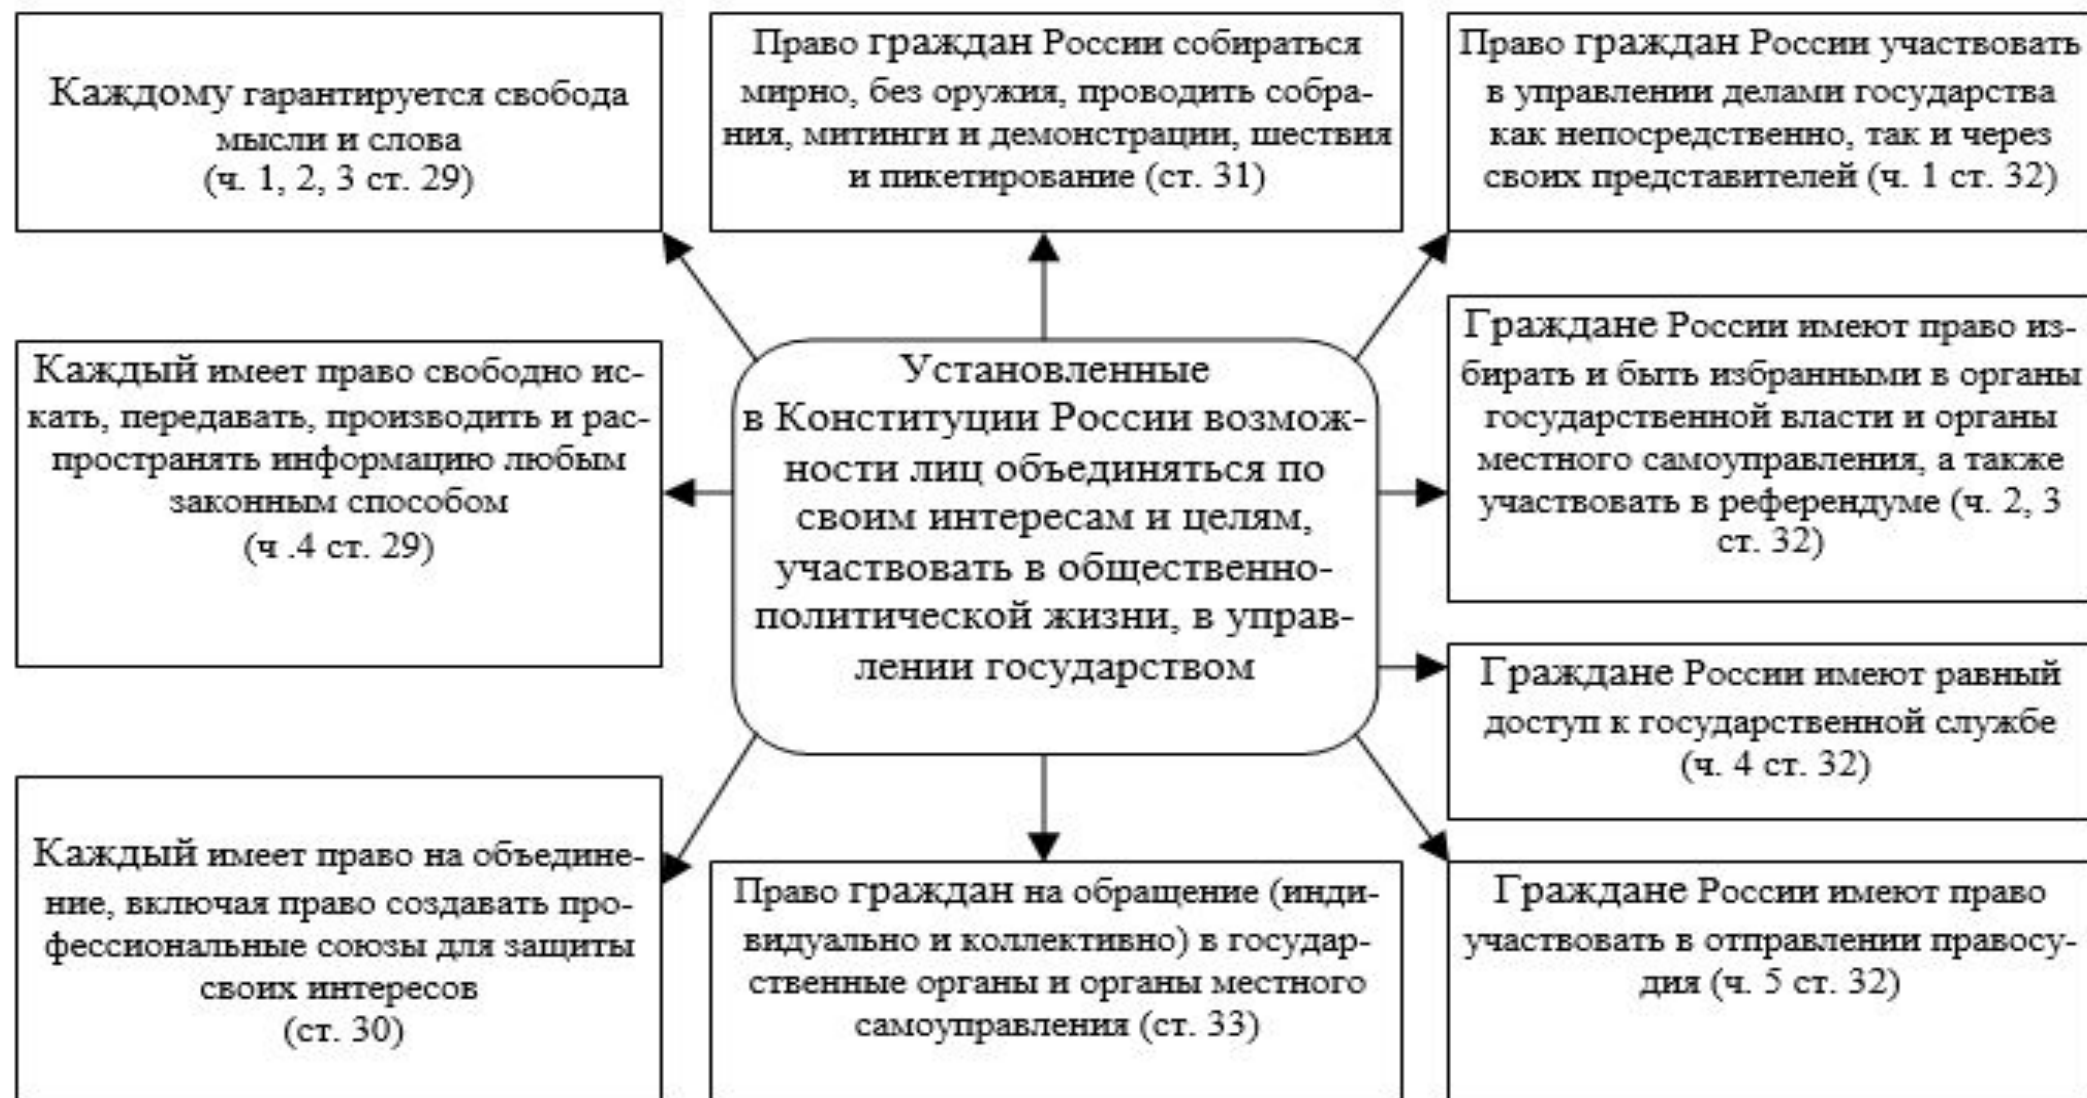 Каждому гарантируется свобода
мысли и слова
(ч. 1, 2, 3 ст. 29)
Право граждан России собираться
мирно, без оружия, проводить собра-
ния, митинги и демонстрации, шествия
и пикетирование (ст. 31)
Право граждан России участвовать
в управлении делами государства
как непосредственно, так и через
своих представителей (ч. 1 ст. 32)
Каждый имеет право свободно ис-
кать, передавать, производить и рас-
пространять информацию любым
законным способом
(ч .4 ст. 29)
Установленные
в Конституции России возмож-
ности лиц объединяться по
своим интересам и целям,
участвовать в общественно-
политической жизни, в управ-
лении государством
Граждане России имеют право из-
бирать и быть избранными в органы
государственной власти и органы
местного самоуправления, а также
участвовать в референдуме (ч. 2, 3
ст. 32)
Граждане России имеют равный
доступ к государственной службе
(ч. 4 ст. 32)
Каждый имеет право на объедине-
ние, включая право создавать про-
фессиональные союзы для защиты
своих интересов
(ст. 30)
Право граждан на обращение (инди-
видуально и коллективно) в государ-
ственные органы и органы местного
самоуправления (ст. 33)
Граждане России имеют право
участвовать в отправлении правосу-
дия (ч. 5 ст. 32)